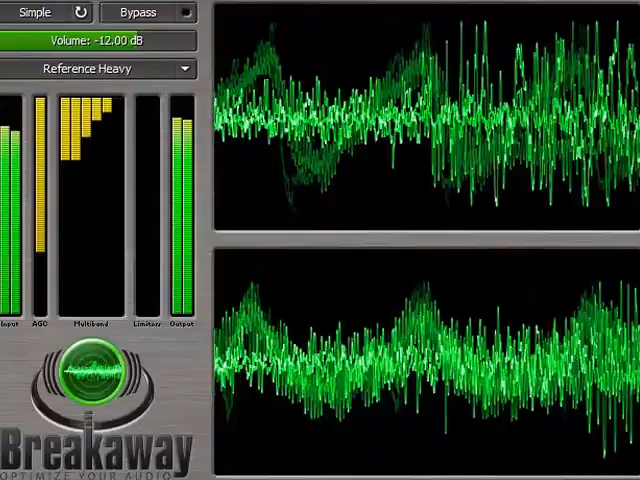 Simple
Bypass
Volume: -12.00 dB
Reference Heavy
Input
AGC
Multiband
Limiters
Output
Breakaway
OPTIMIZE YOUR AUDIO